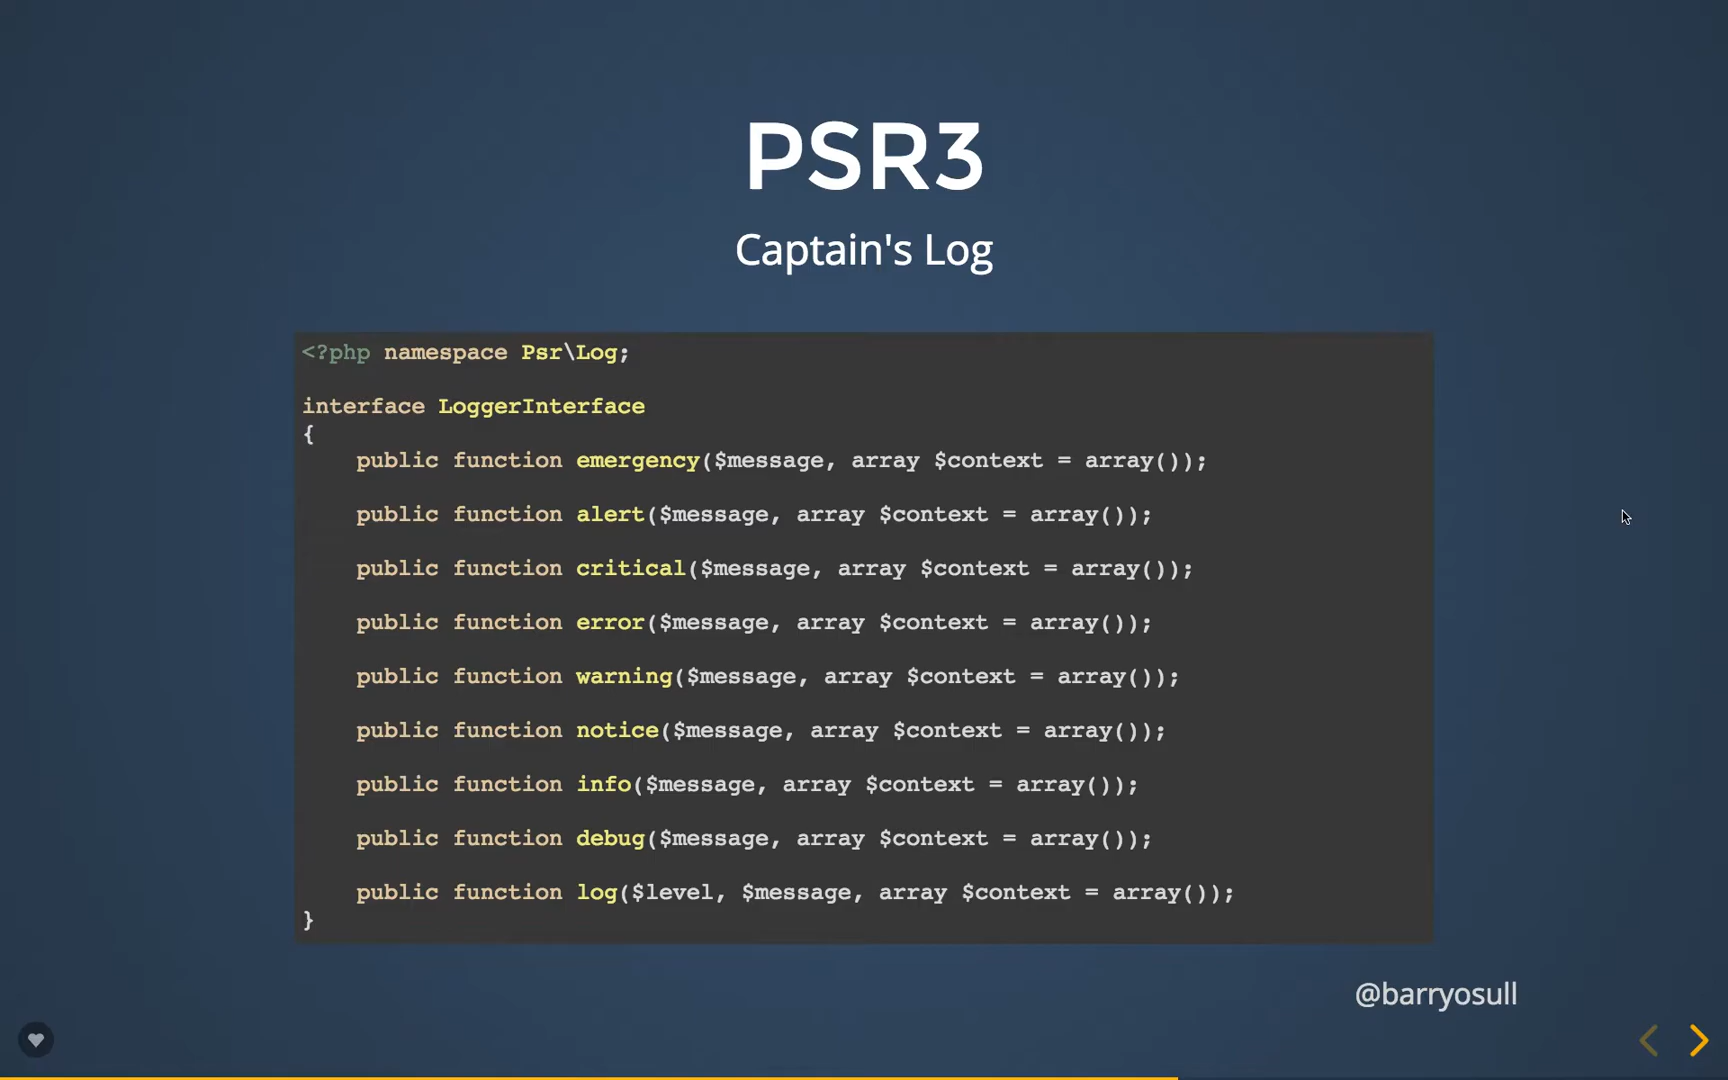 PSR3
Captain's Log
<?php namespace Psr\Log;
interface LoggerInterface
{
    public function emergency($message, array $context = array());
    public function alert($message, array $context = array());
    public function critical($message, array $context = array());
    public function error($message, array $context = array());
    public function warning($message, array $context = array());
    public function notice($message, array $context = array());
    public function info($message, array $context = array());
    public function debug($message, array $context = array());
    public function log($level, $message, array $context = array());
}
@barryosull